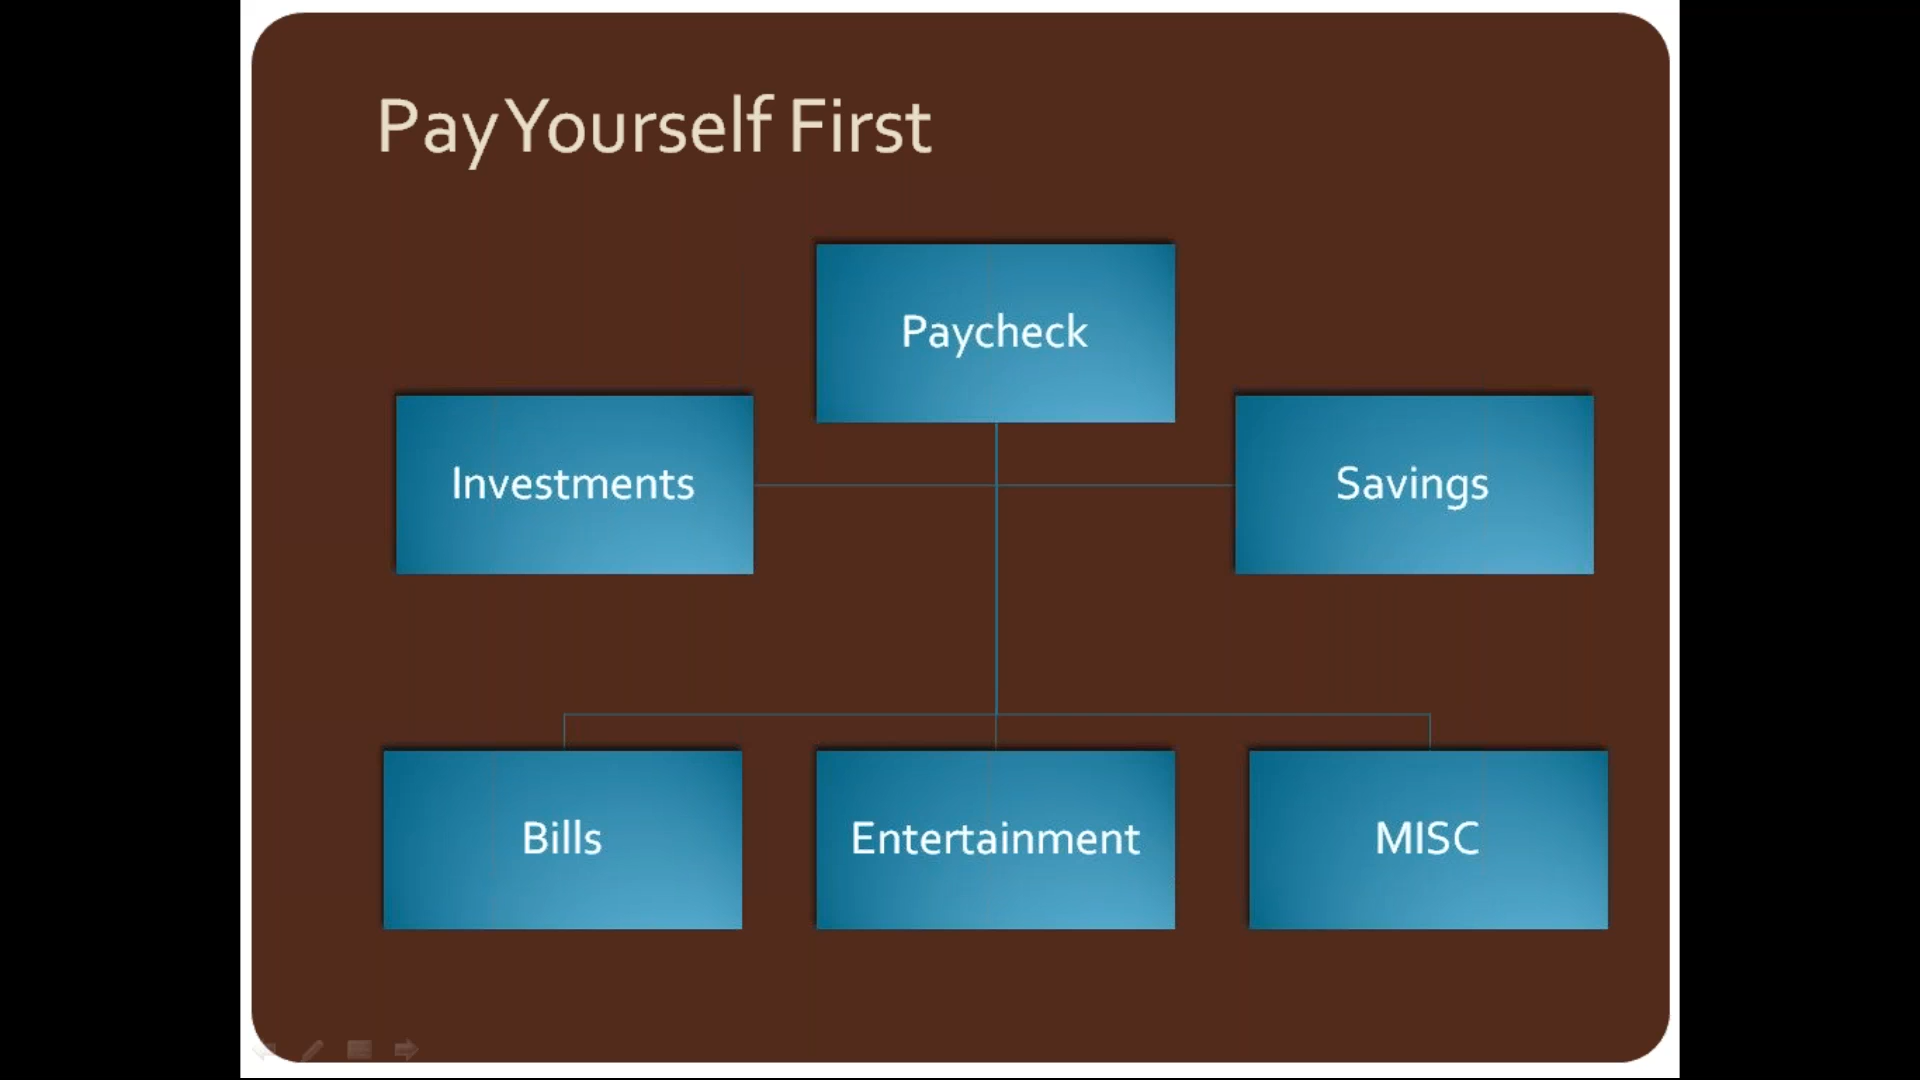 Pay Yourself First
Paycheck
Investments
Savings
Bills
Entertainment
MISC